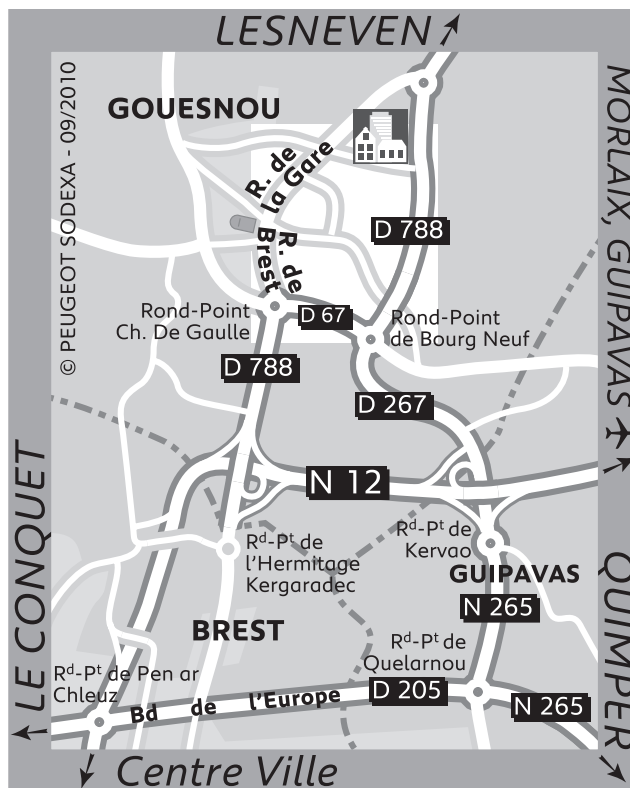 LESNEVEN
© PEUGEOT SODEXA - 09/2010
GOUESNOU
MORLAIX, GUIPAVAS
R. de
la Gare
D 788
R. de
Brest
Rond-Point
Ch. De Gaulle
D 67
Rond-Point
de Bourg Neuf
D 788
D 267
N 12
LE CONQUET
Rd-Pt de
l'Hermitage
Kergaradec
Rd-Pt de
Kervao
GUIPAVAS
QUIMPER
N 265
BREST
Rd-Pt de
Quelarnou
Rd-Pt de Pen ar
Chleuz
Bd de l'Europe
D 205
N 265
Centre Ville